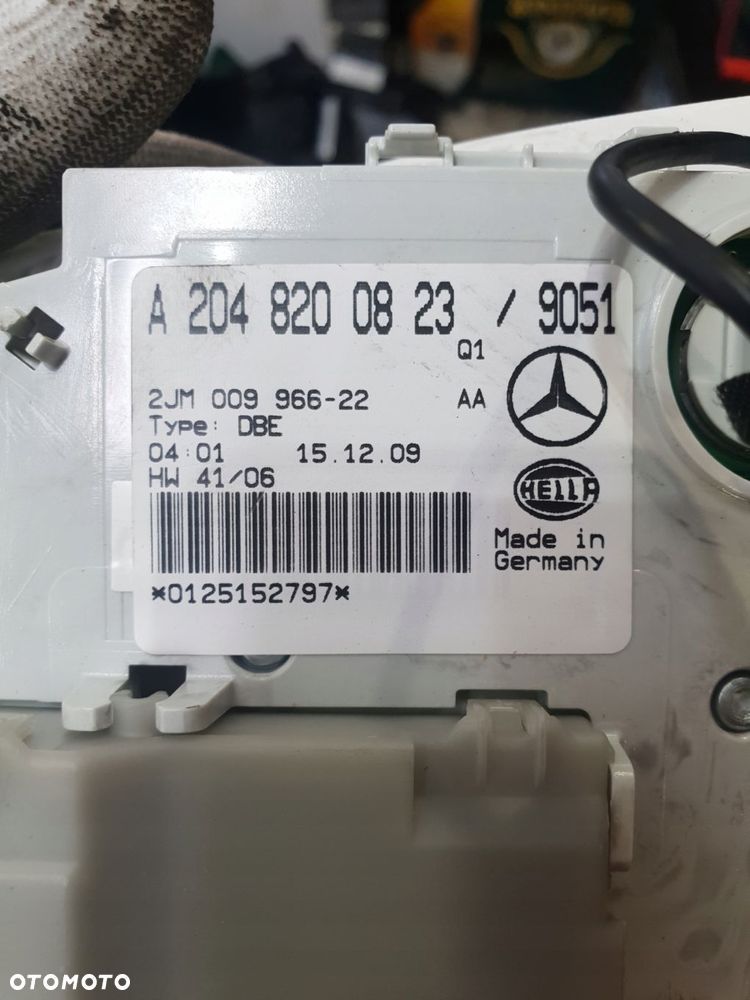 A 204 820 08 23 / 9051
Q1
2JM 009 966-22 AA
Type: DBE
04:01 15.12.09
HW 41/06
HELLA
Made in
Germany
*0125152797*
OTOMOTO